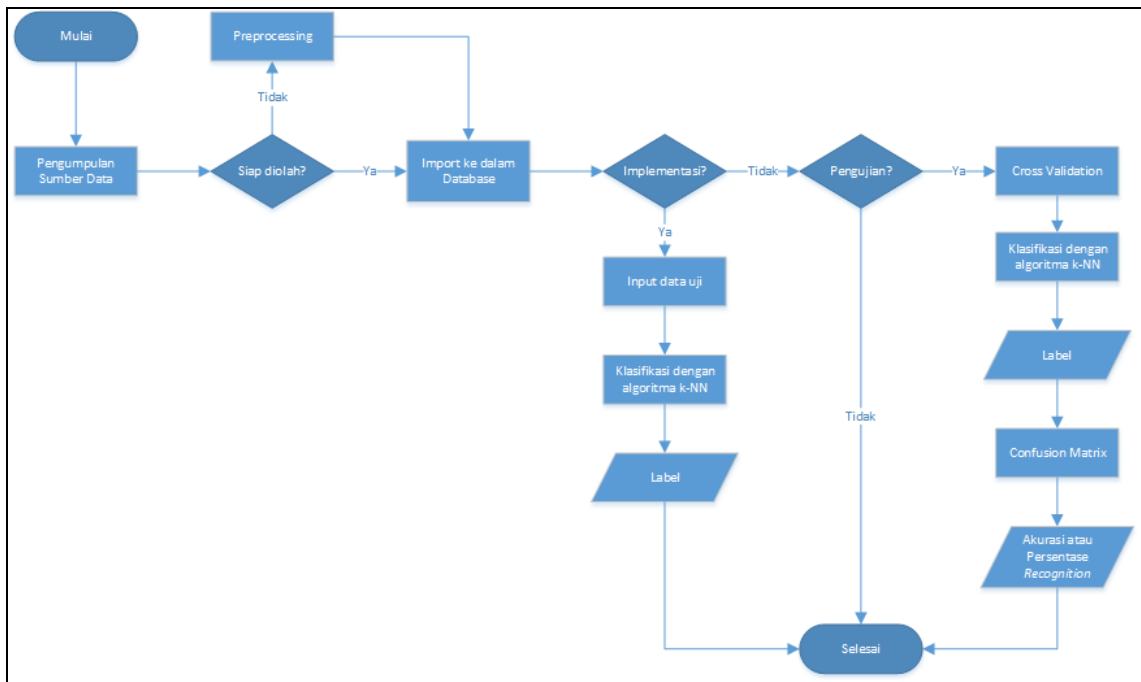 Mulai
Preprocessing
Tidak
Pengumpulan
Sumber Data
Siap diolah?
Ya
Import ke dalam
Database
Implementasi?
Tidak
Pengujian?
Ya
Cross Validation
Ya
Input data uji
Klasifikasi dengan
algoritma k-NN
Label
Tidak
Klasifikasi dengan
algoritma k-NN
Label
Confusion Matrix
Akurasi atau
Persentase
Recognition
Selesai